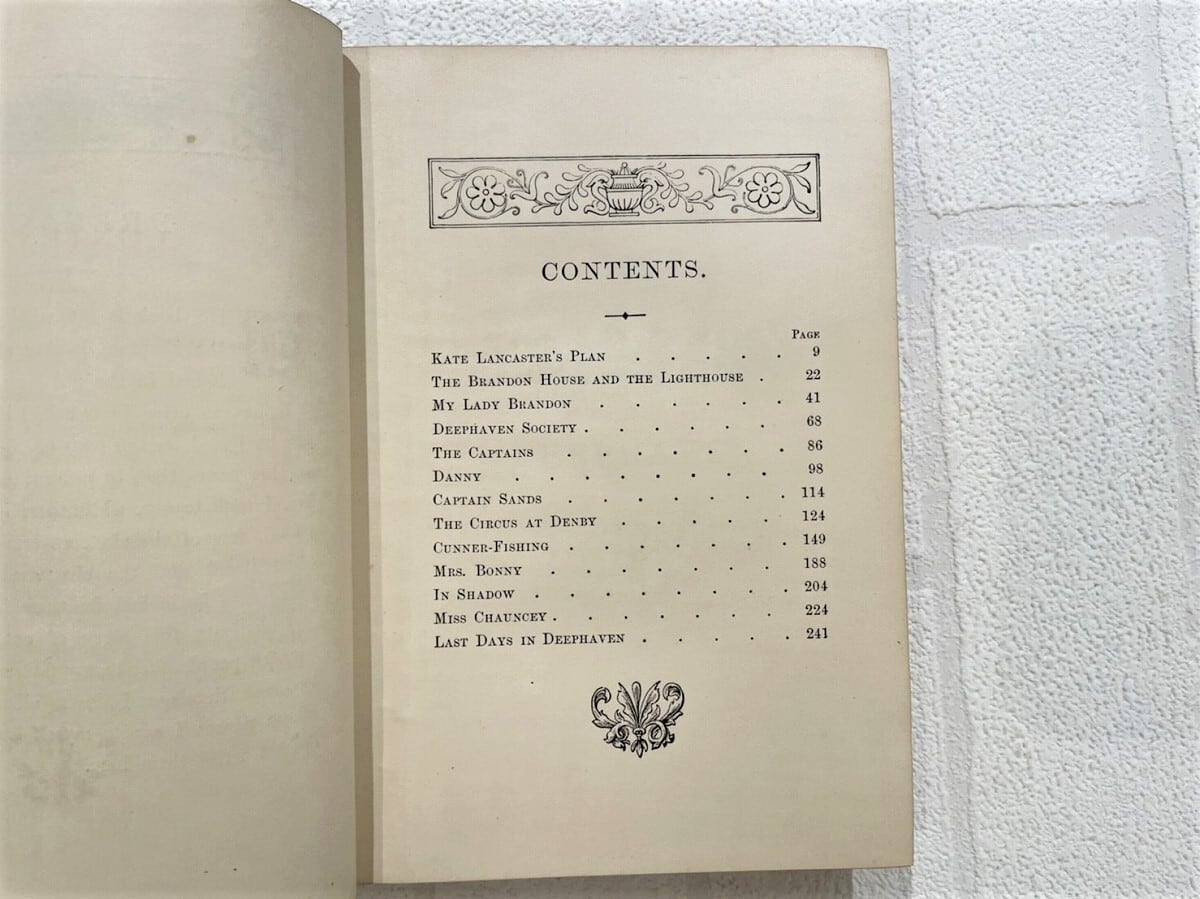 CONTENTS.
PAGE
KATE LANCASTER'S PLAN . . . . . 9
THE BRANDON HOUSE AND THE LIGHTHOUSE . 22
MY LADY BRANDON . . . . . . 41
DEEPHAVEN SOCIETY . . . . . . 68
THE CAPTAINS . . . . . . . 86
DANNY . . . . . . . . 98
CAPTAIN SANDS . . . . . . . 114
THE CIRCUS AT DENBY . . . . . 124
CUNNER-FISHING . . . . . . . 149
MRS. BONNY . . . . . . . 188
IN SHADOW . . . . . . . . 204
MISS CHAUNCEY . . . . . . . 224
LAST DAYS IN DEEPHAVEN . . . . . 241